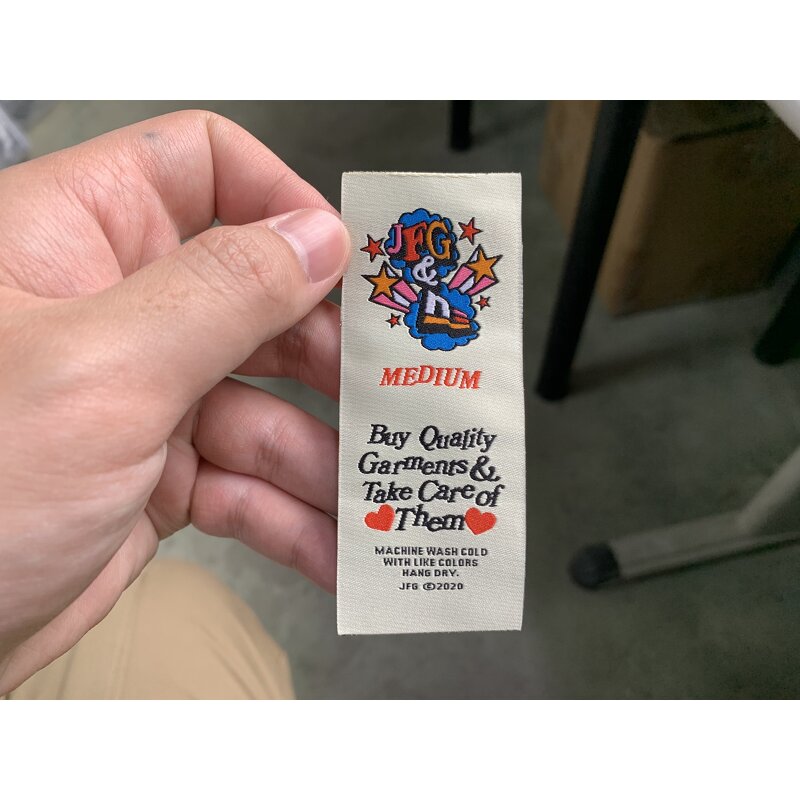 JFG
&
MEDIUM
Buy Quality
Garments &
Take Care of
Them
MACHINE WASH COLD
WITH LIKE COLORS
HANG DRY.
JFG ©2020